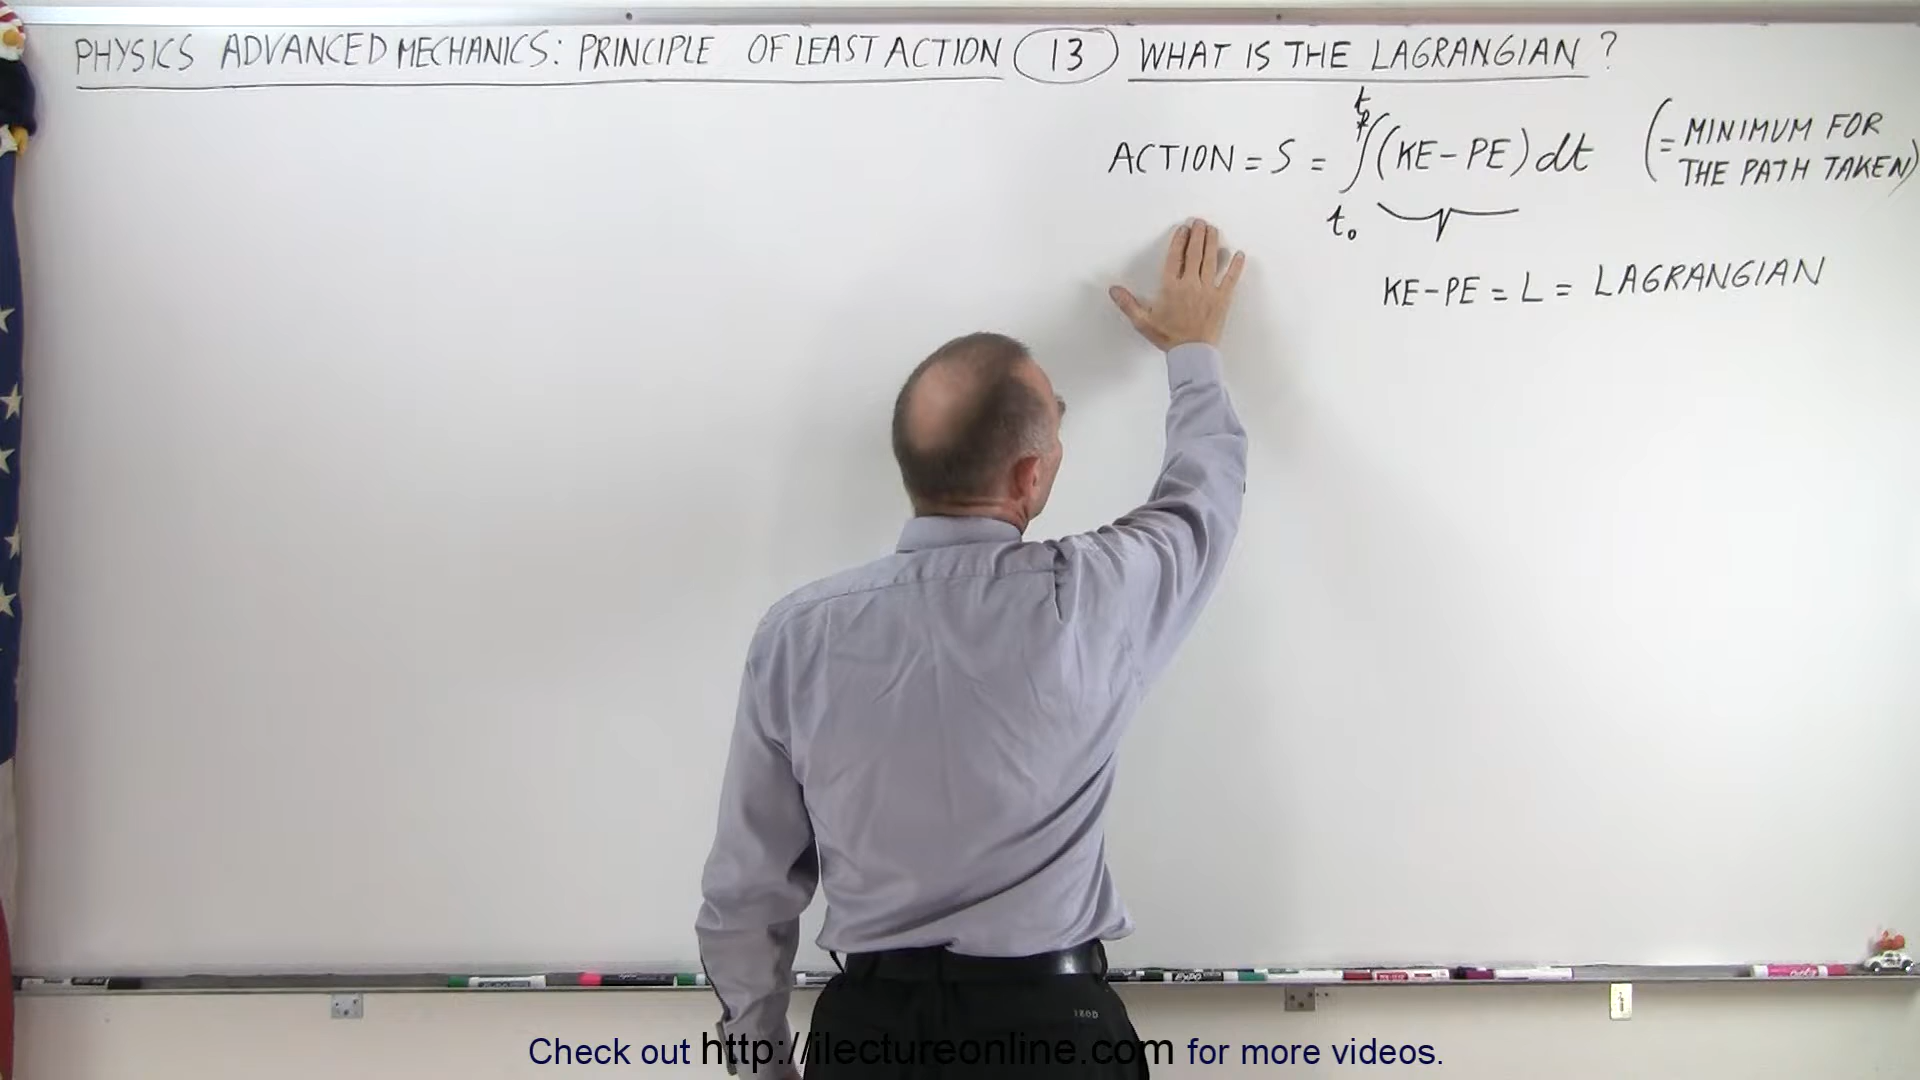 PHYSICS ADVANCED MECHANICS: PRINCIPLE OF LEAST ACTION 13 WHAT IS THE LAGRANGIAN ?
ACTION = S = ∫(KE-PE)dt (= MINIMUM FOR
THE PATH TAKEN)
t₀
KE-PE = L = LAGRANGIAN
IZOD
Check out http://ilectureonline.com for more videos.